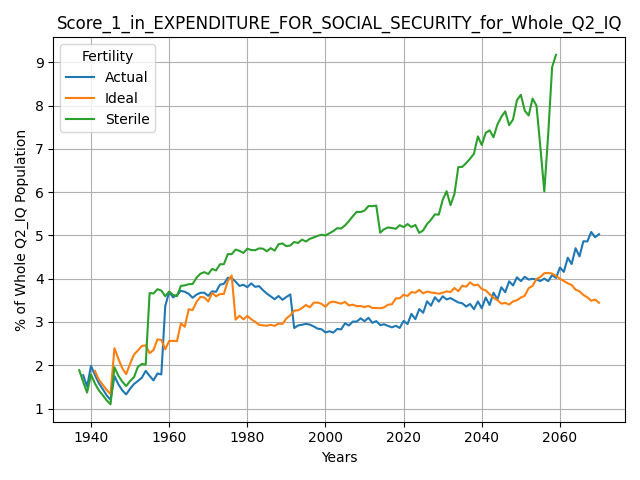 Score_1_in_EXPENDITURE_FOR_SOCIAL_SECURITY_for_Whole_Q2_IQ
Fertility
Actual
Ideal
Sterile
% of Whole Q2_IQ Population
9
8
7
6
5
4
3
2
1
1940 1960 1980 2000 2020 2040 2060
Years